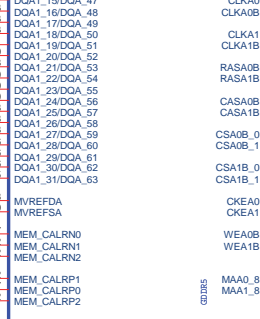 DQA1_15/DQA_47 CLKA0
DQA1_16/DQA_48 CLKA0B
DQA1_17/DQA_49
DQA1_18/DQA_50 CLKA1
DQA1_19/DQA_51 CLKA1B
DQA1_20/DQA_52
DQA1_21/DQA_53 RASA0B
DQA1_22/DQA_54 RASA1B
DQA1_23/DQA_55
DQA1_24/DQA_56 CASA0B
DQA1_25/DQA_57 CASA1B
DQA1_26/DQA_58
DQA1_27/DQA_59 CSA0B_0
DQA1_28/DQA_60 CSA0B_1
DQA1_29/DQA_61
DQA1_30/DQA_62 CSA1B_0
DQA1_31/DQA_63 CSA1B_1
MVREFDA CKEA0
MVREFSA CKEA1
MEM_CALRN0 WEA0B
MEM_CALRN1 WEA1B
MEM_CALRN2
MEM_CALRP1 MAA0_8
MEM_CALRP0 MAA1_8
MEM_CALRP2
GDDR5